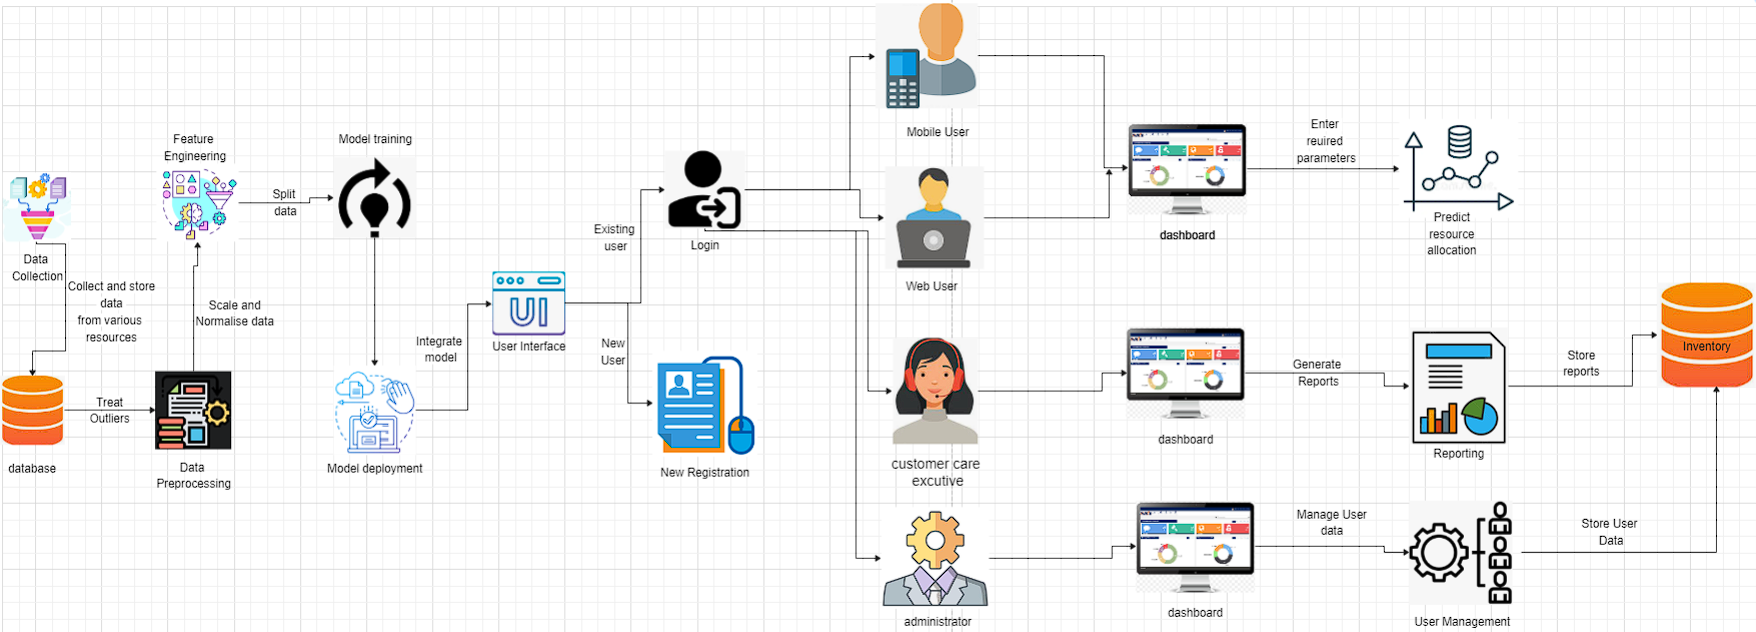 Data
Collection
Collect and store
data
from various
resources
database
Treat
Outliers
Data
Preprocessing
Scale and
Normalise data
Feature
Engineering
Split
data
Model training
Model deployment
Integrate
model
UI
User Interface
Existing
user
New
User
Login
New Registration
Mobile User
Web User
customer care
excutive
administrator
dashboard
Enter
reuired
parameters
Predict
resource
allocation
dashboard
Generate
Reports
Reporting
Store
reports
Inventory
dashboard
Manage User
data
User Management
Store User
Data